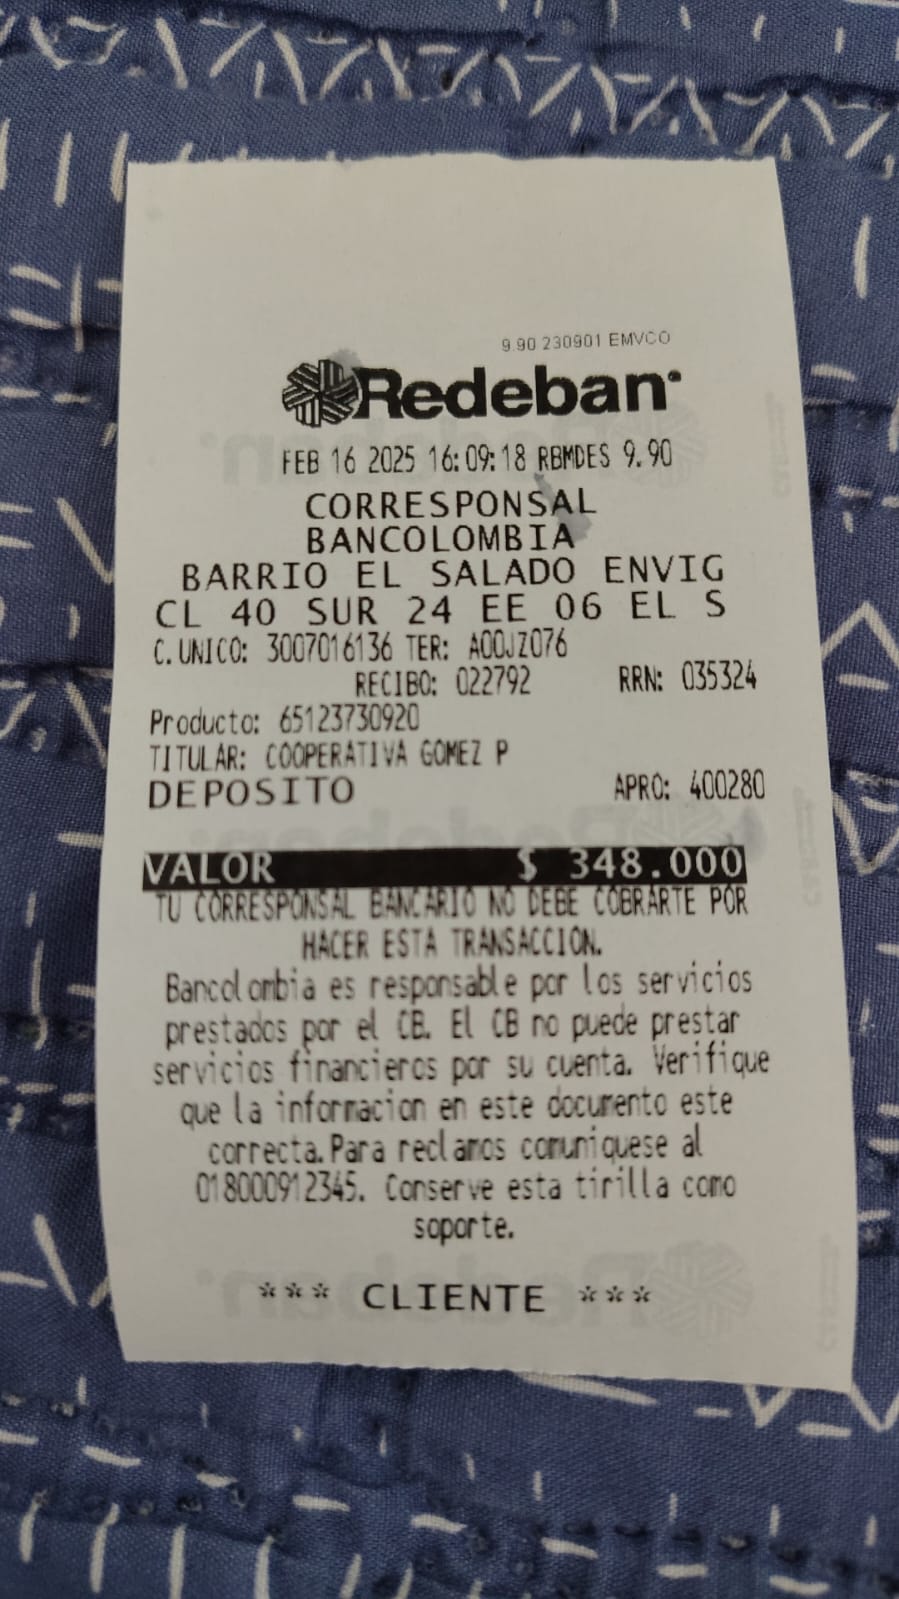 9.90 230901 EMVCO
Redeban
FEB 16 2025 16:09:18 RBMDES 9.90
CORRESPONSAL
BANCOLOMBIA
BARRIO EL SALADO ENVIG
CL 40 SUR 24 EE 06 EL S
C.UNICO: 3007016136 TER: A00JZ076
RECIBO: 022792 RRN: 035324
Producto: 65123730920
TITULAR: COOPERATIVA GOMEZ P
DEPOSITO APRO: 400280
VALOR $ 348.000
TU CORRESPONSAL BANCARIO NO DEBE COBRARTE POR
HACER ESTA TRANSACCION.
Bancolombia es responsable por los servicios
prestados por el CB. El CB no puede prestar
servicios financieros por su cuenta. Verifique
que la informacion en este documento este
correcta.Para reclamos comuniquese al
018000912345. Conserve esta tirilla como
soporte.
*** CLIENTE ***